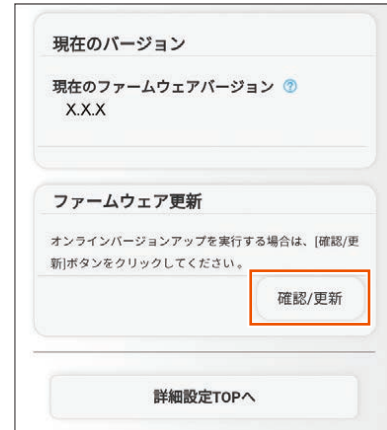 現在のバージョン
現在のファームウェアバージョン ?
X.X.X
ファームウェア更新
オンラインバージョンアップを実行する場合は、[確認/更
新]ボタンをクリックしてください。
確認/更新
詳細設定TOPへ